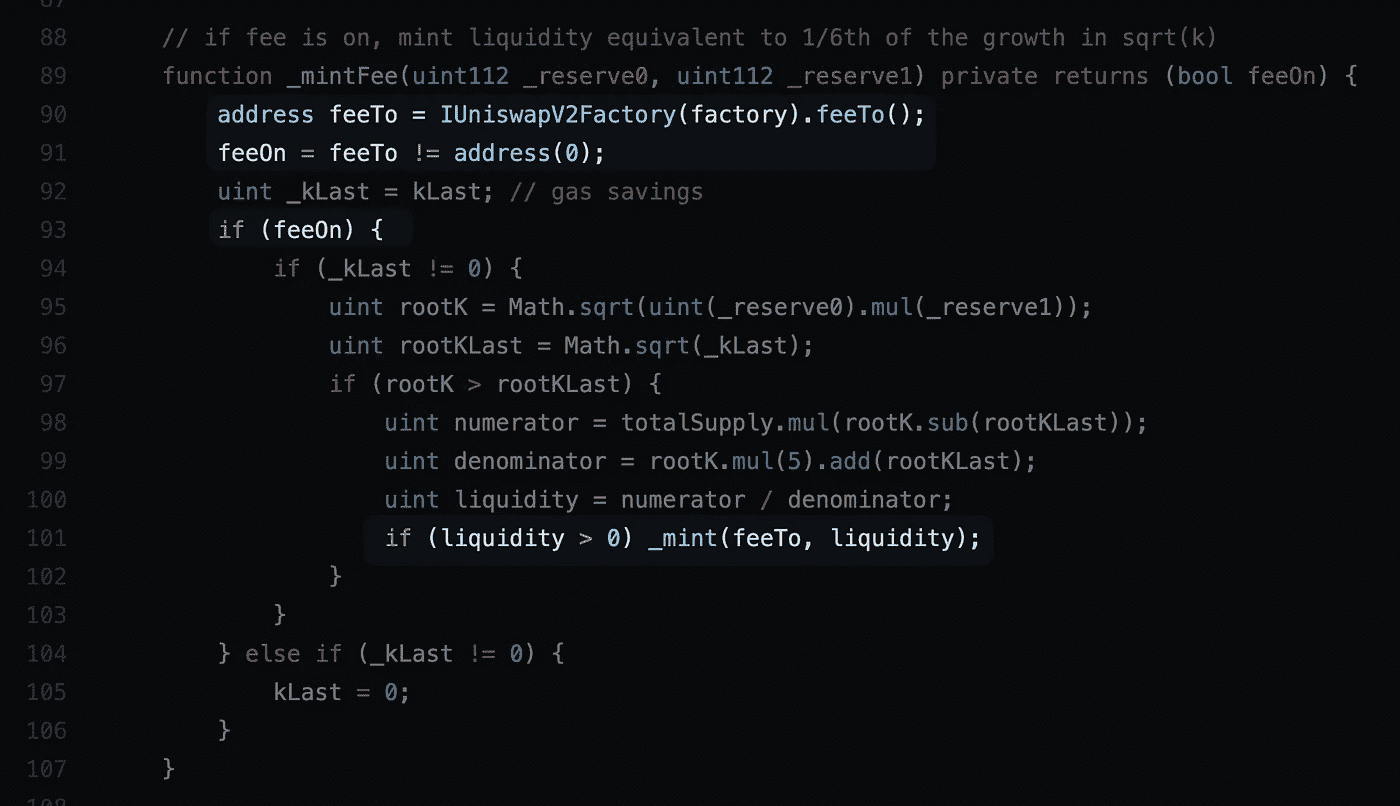 87
88 // if fee is on, mint liquidity equivalent to 1/6th of the growth in sqrt(k)
89 function _mintFee(uint112 _reserve0, uint112 _reserve1) private returns (bool feeOn) {
90 address feeTo = IUniswapV2Factory(factory).feeTo();
91 feeOn = feeTo != address(0);
92 uint _kLast = kLast; // gas savings
93 if (feeOn) {
94 if (_kLast != 0) {
95 uint rootK = Math.sqrt(uint(_reserve0).mul(_reserve1));
96 uint rootKLast = Math.sqrt(_kLast);
97 if (rootK > rootKLast) {
98 uint numerator = totalSupply.mul(rootK.sub(rootKLast));
99 uint denominator = rootK.mul(5).add(rootKLast);
100 uint liquidity = numerator / denominator;
101 if (liquidity > 0) _mint(feeTo, liquidity);
102 }
103 }
104 } else if (_kLast != 0) {
105 kLast = 0;
106 }
107 }
108